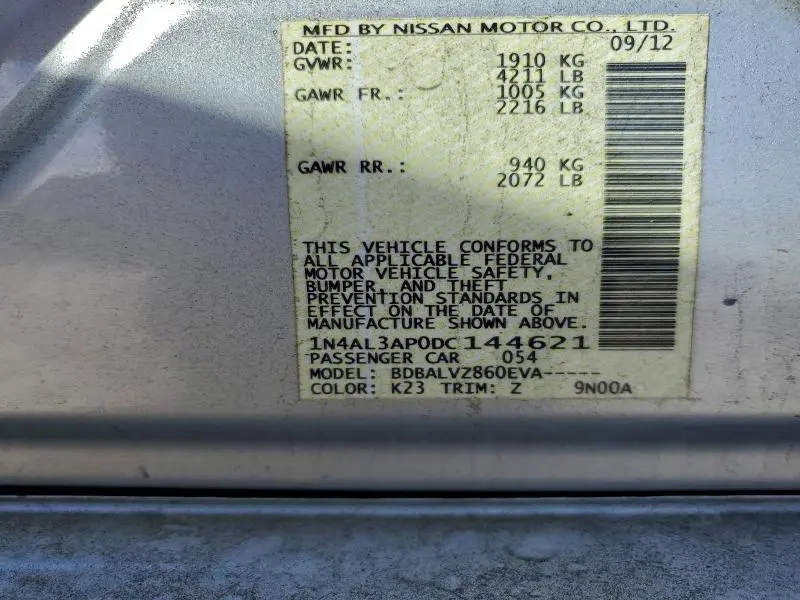 MFD BY NISSAN MOTOR CO., LTD.
DATE: 09/12
GVWR: 1910 KG
4211 LB
GAWR FR.: 1005 KG
2216 LB
GAWR RR.: 940 KG
2072 LB
THIS VEHICLE CONFORMS TO
ALL APPLICABLE FEDERAL
MOTOR VEHICLE SAFETY,
BUMPER, AND THEFT
PREVENTION STANDARDS IN
EFFECT ON THE DATE OF
MANUFACTURE SHOWN ABOVE.
1N4AL3AP0DC144621
PASSENGER CAR 054
MODEL: BDBALVZ860EVA-----
COLOR: K23 TRIM: Z 9N00A